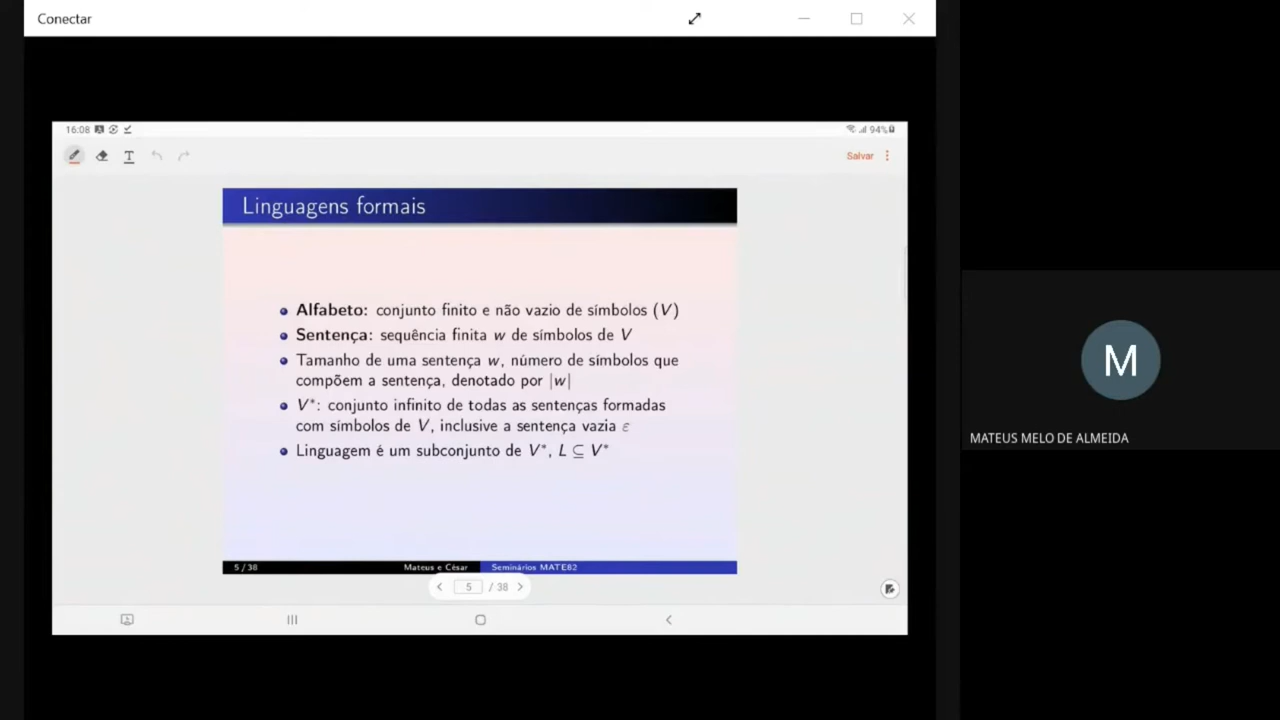 Conectar
16:08
94%
Salvar
Linguagens formais
Alfabeto: conjunto finito e não vazio de símbolos (V)
Sentença: sequência finita w de símbolos de V
Tamanho de uma sentença w, número de símbolos que
compõem a sentença, denotado por |w|
V*: conjunto infinito de todas as sentenças formadas
com símbolos de V, inclusive a sentença vazia ε
Linguagem é um subconjunto de V*, L ⊆ V*
5 / 38 Mateus e César Seminários MATE82
5 / 38
M
MATEUS MELO DE ALMEIDA